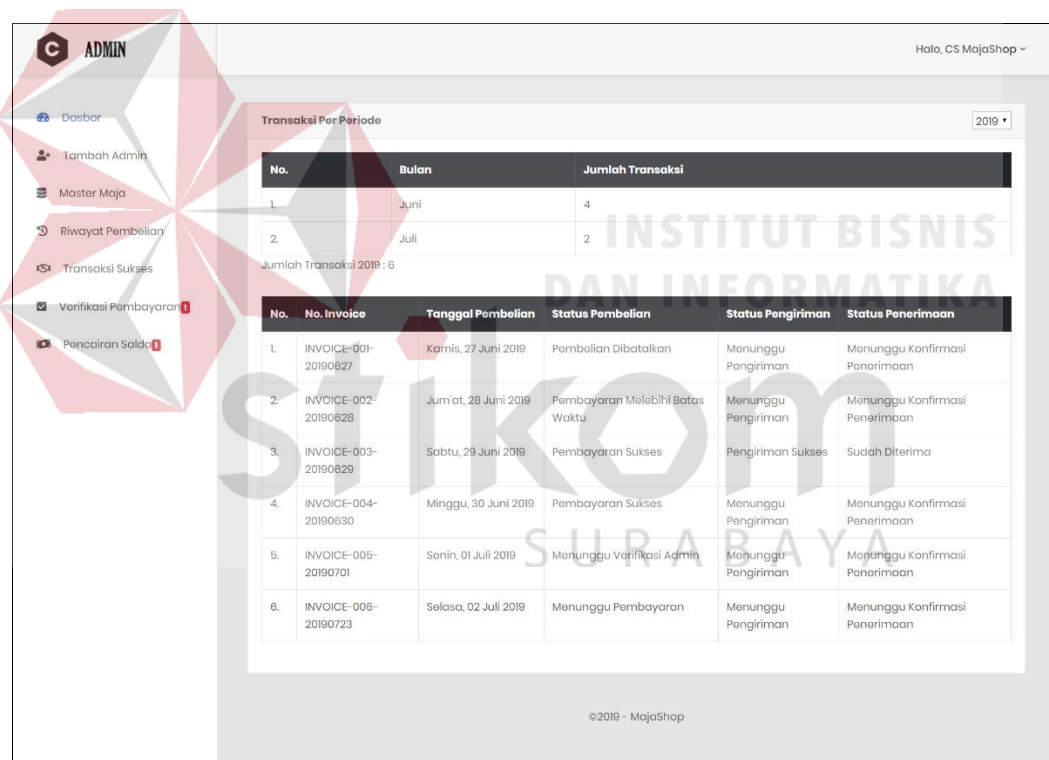 C
ADMIN
Halo, CS MajaShop
Dasbor
Tambah Admin
Master Maja
Riwayat Pembelian
Transaksi Sukses
Verifikasi Pembayaran 1
Pencairan Saldo 1
Transaksi Per Periode
2019
No. Bulan Jumlah Transaksi
1. Juni 4
2. Juli 2
Jumlah Transaksi 2019 : 6
No. No. Invoice Tanggal Pembelian Status Pembelian Status Pengiriman Status Penerimaan
1. INVOICE-001- Kamis, 27 Juni 2019 Pembelian Dibatalkan Menunggu Menunggu Konfirmasi
20190627 Pengiriman Penerimaan
2. INVOICE-002- Jum'at, 28 Juni 2019 Pembayaran Melebihi Batas Menunggu Menunggu Konfirmasi
20190628 Waktu Pengiriman Penerimaan
3. INVOICE-003- Sabtu, 29 Juni 2019 Pembayaran Sukses Pengiriman Sukses Sudah Diterima
20190629
4. INVOICE-004- Minggu, 30 Juni 2019 Pembayaran Sukses Menunggu Menunggu Konfirmasi
20190630 Pengiriman Penerimaan
5. INVOICE-005- Senin, 01 Juli 2019 Menunggu Verifikasi Admin Menunggu Menunggu Konfirmasi
20190701 Pengiriman Penerimaan
6. INVOICE-006- Selasa, 02 Juli 2019 Menunggu Pembayaran Menunggu Menunggu Konfirmasi
20190723 Pengiriman Penerimaan
©2019 - MajaShop
INSTITUT BISNIS
DAN INFORMATIKA
stikom
SURABAYA